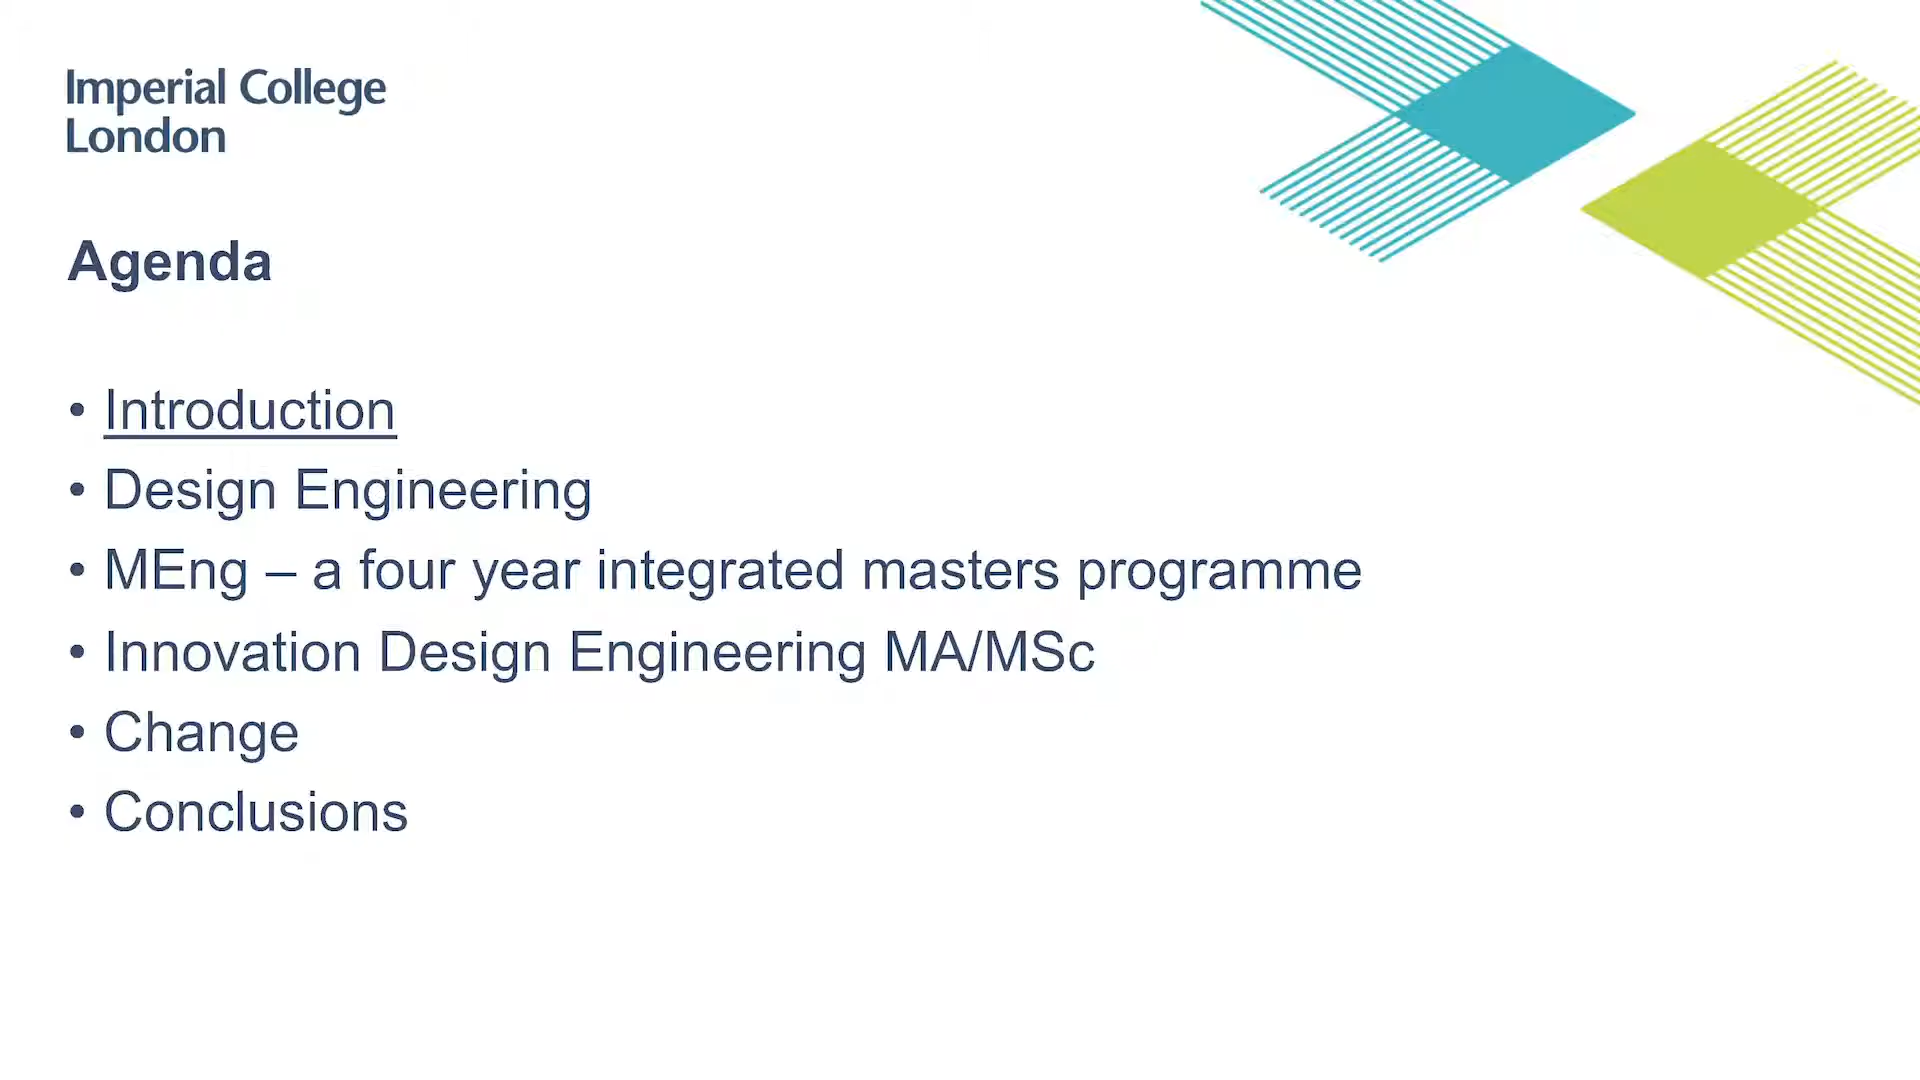 Imperial College
London
Agenda
• Introduction
• Design Engineering
• MEng – a four year integrated masters programme
• Innovation Design Engineering MA/MSc
• Change
• Conclusions